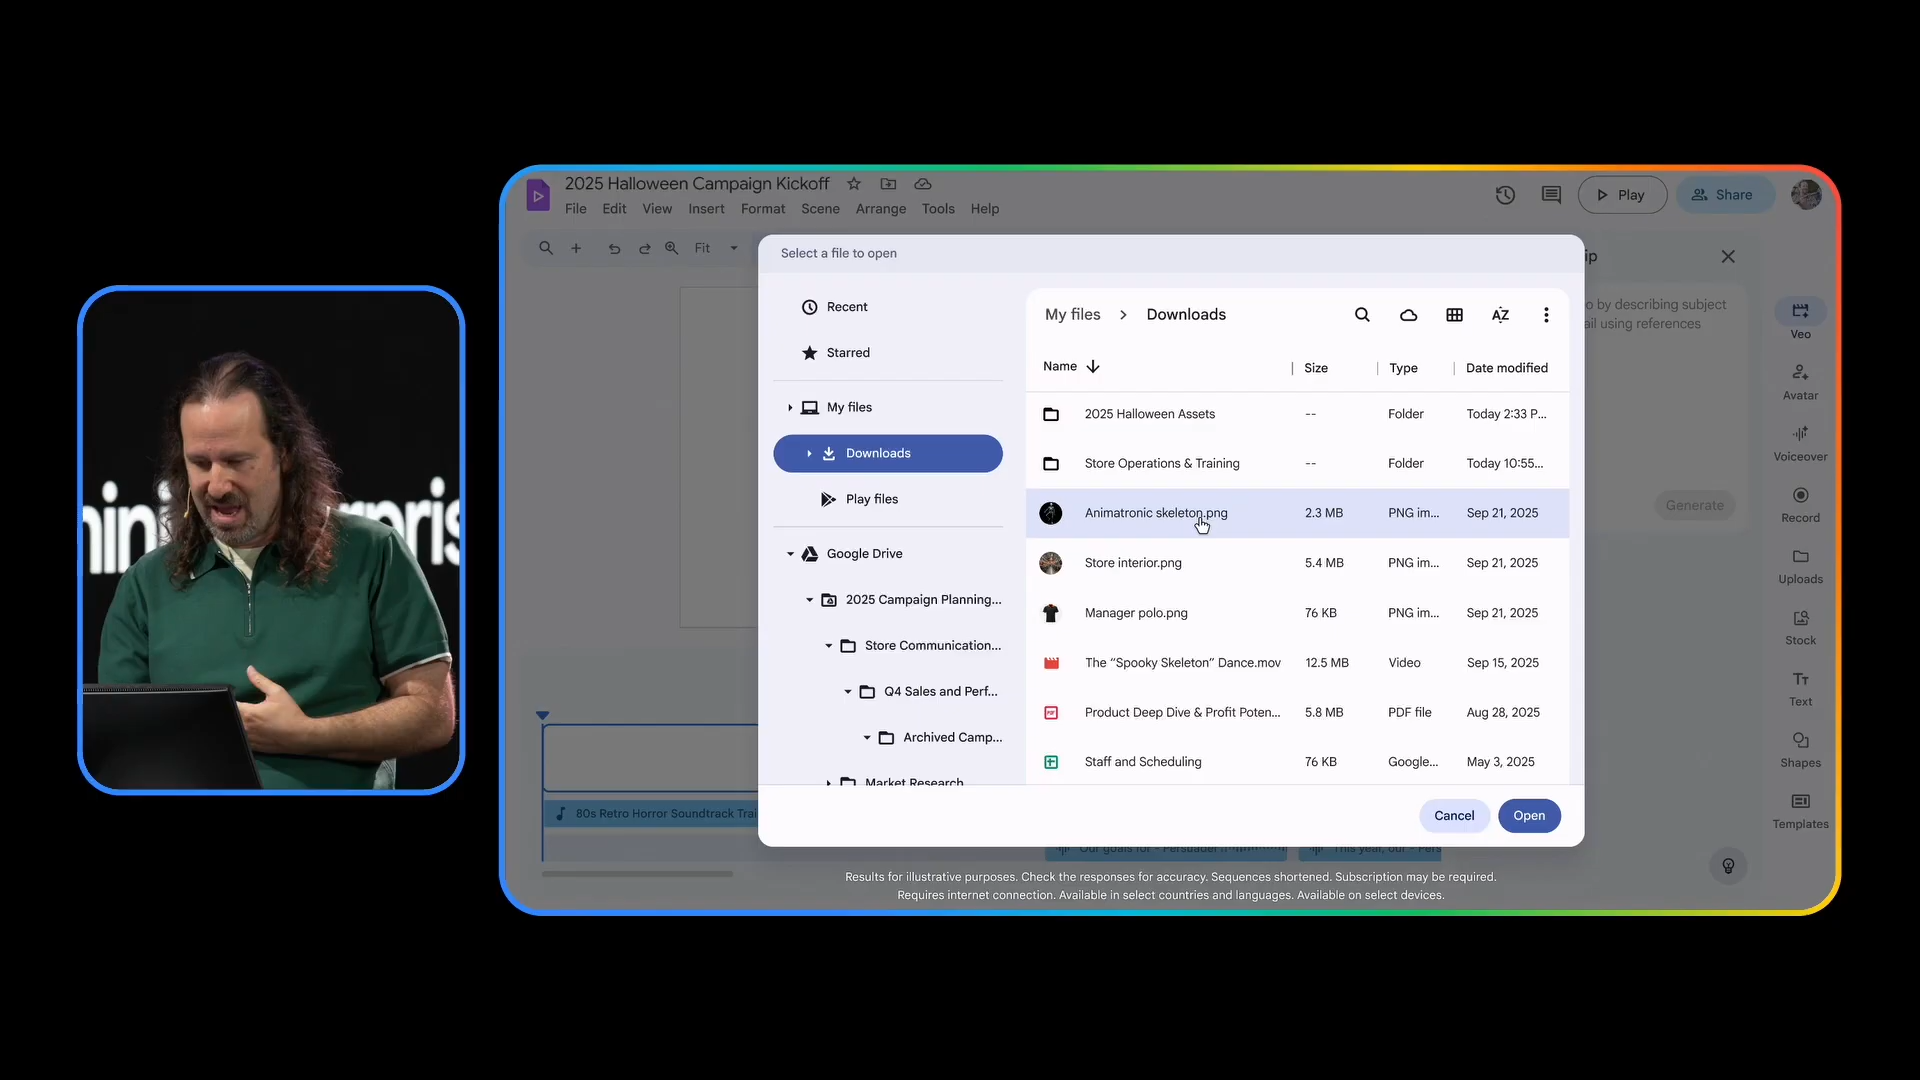 2025 Halloween Campaign Kickoff
File Edit View Insert Format Scene Arrange Tools Help
Play
Share
Fit
Select a file to open
ip
Recent
Starred
My files
Downloads
Play files
Google Drive
2025 Campaign Planning...
Store Communication...
Q4 Sales and Perf...
Archived Camp...
Market Research
My files > Downloads
Name Size Type Date modified
2025 Halloween Assets -- Folder Today 2:33 P...
Store Operations & Training -- Folder Today 10:55...
Animatronic skeleton.png 2.3 MB PNG im... Sep 21, 2025
Store interior.png 5.4 MB PNG im... Sep 21, 2025
Manager polo.png 76 KB PNG im... Sep 21, 2025
The “Spooky Skeleton” Dance.mov 12.5 MB Video Sep 15, 2025
Product Deep Dive & Profit Poten... 5.8 MB PDF file Aug 28, 2025
Staff and Scheduling 76 KB Google... May 3, 2025
Cancel Open
o by describing subject
ail using references
Generate
Veo
Avatar
Voiceover
Record
Uploads
Stock
Text
Shapes
Templates
80s Retro Horror Soundtrack Trai
Our goals for - Persuader
This year, our - Pers
Results for illustrative purposes. Check the responses for accuracy. Sequences shortened. Subscription may be required.
Requires internet connection. Available in select countries and languages. Available on select devices.